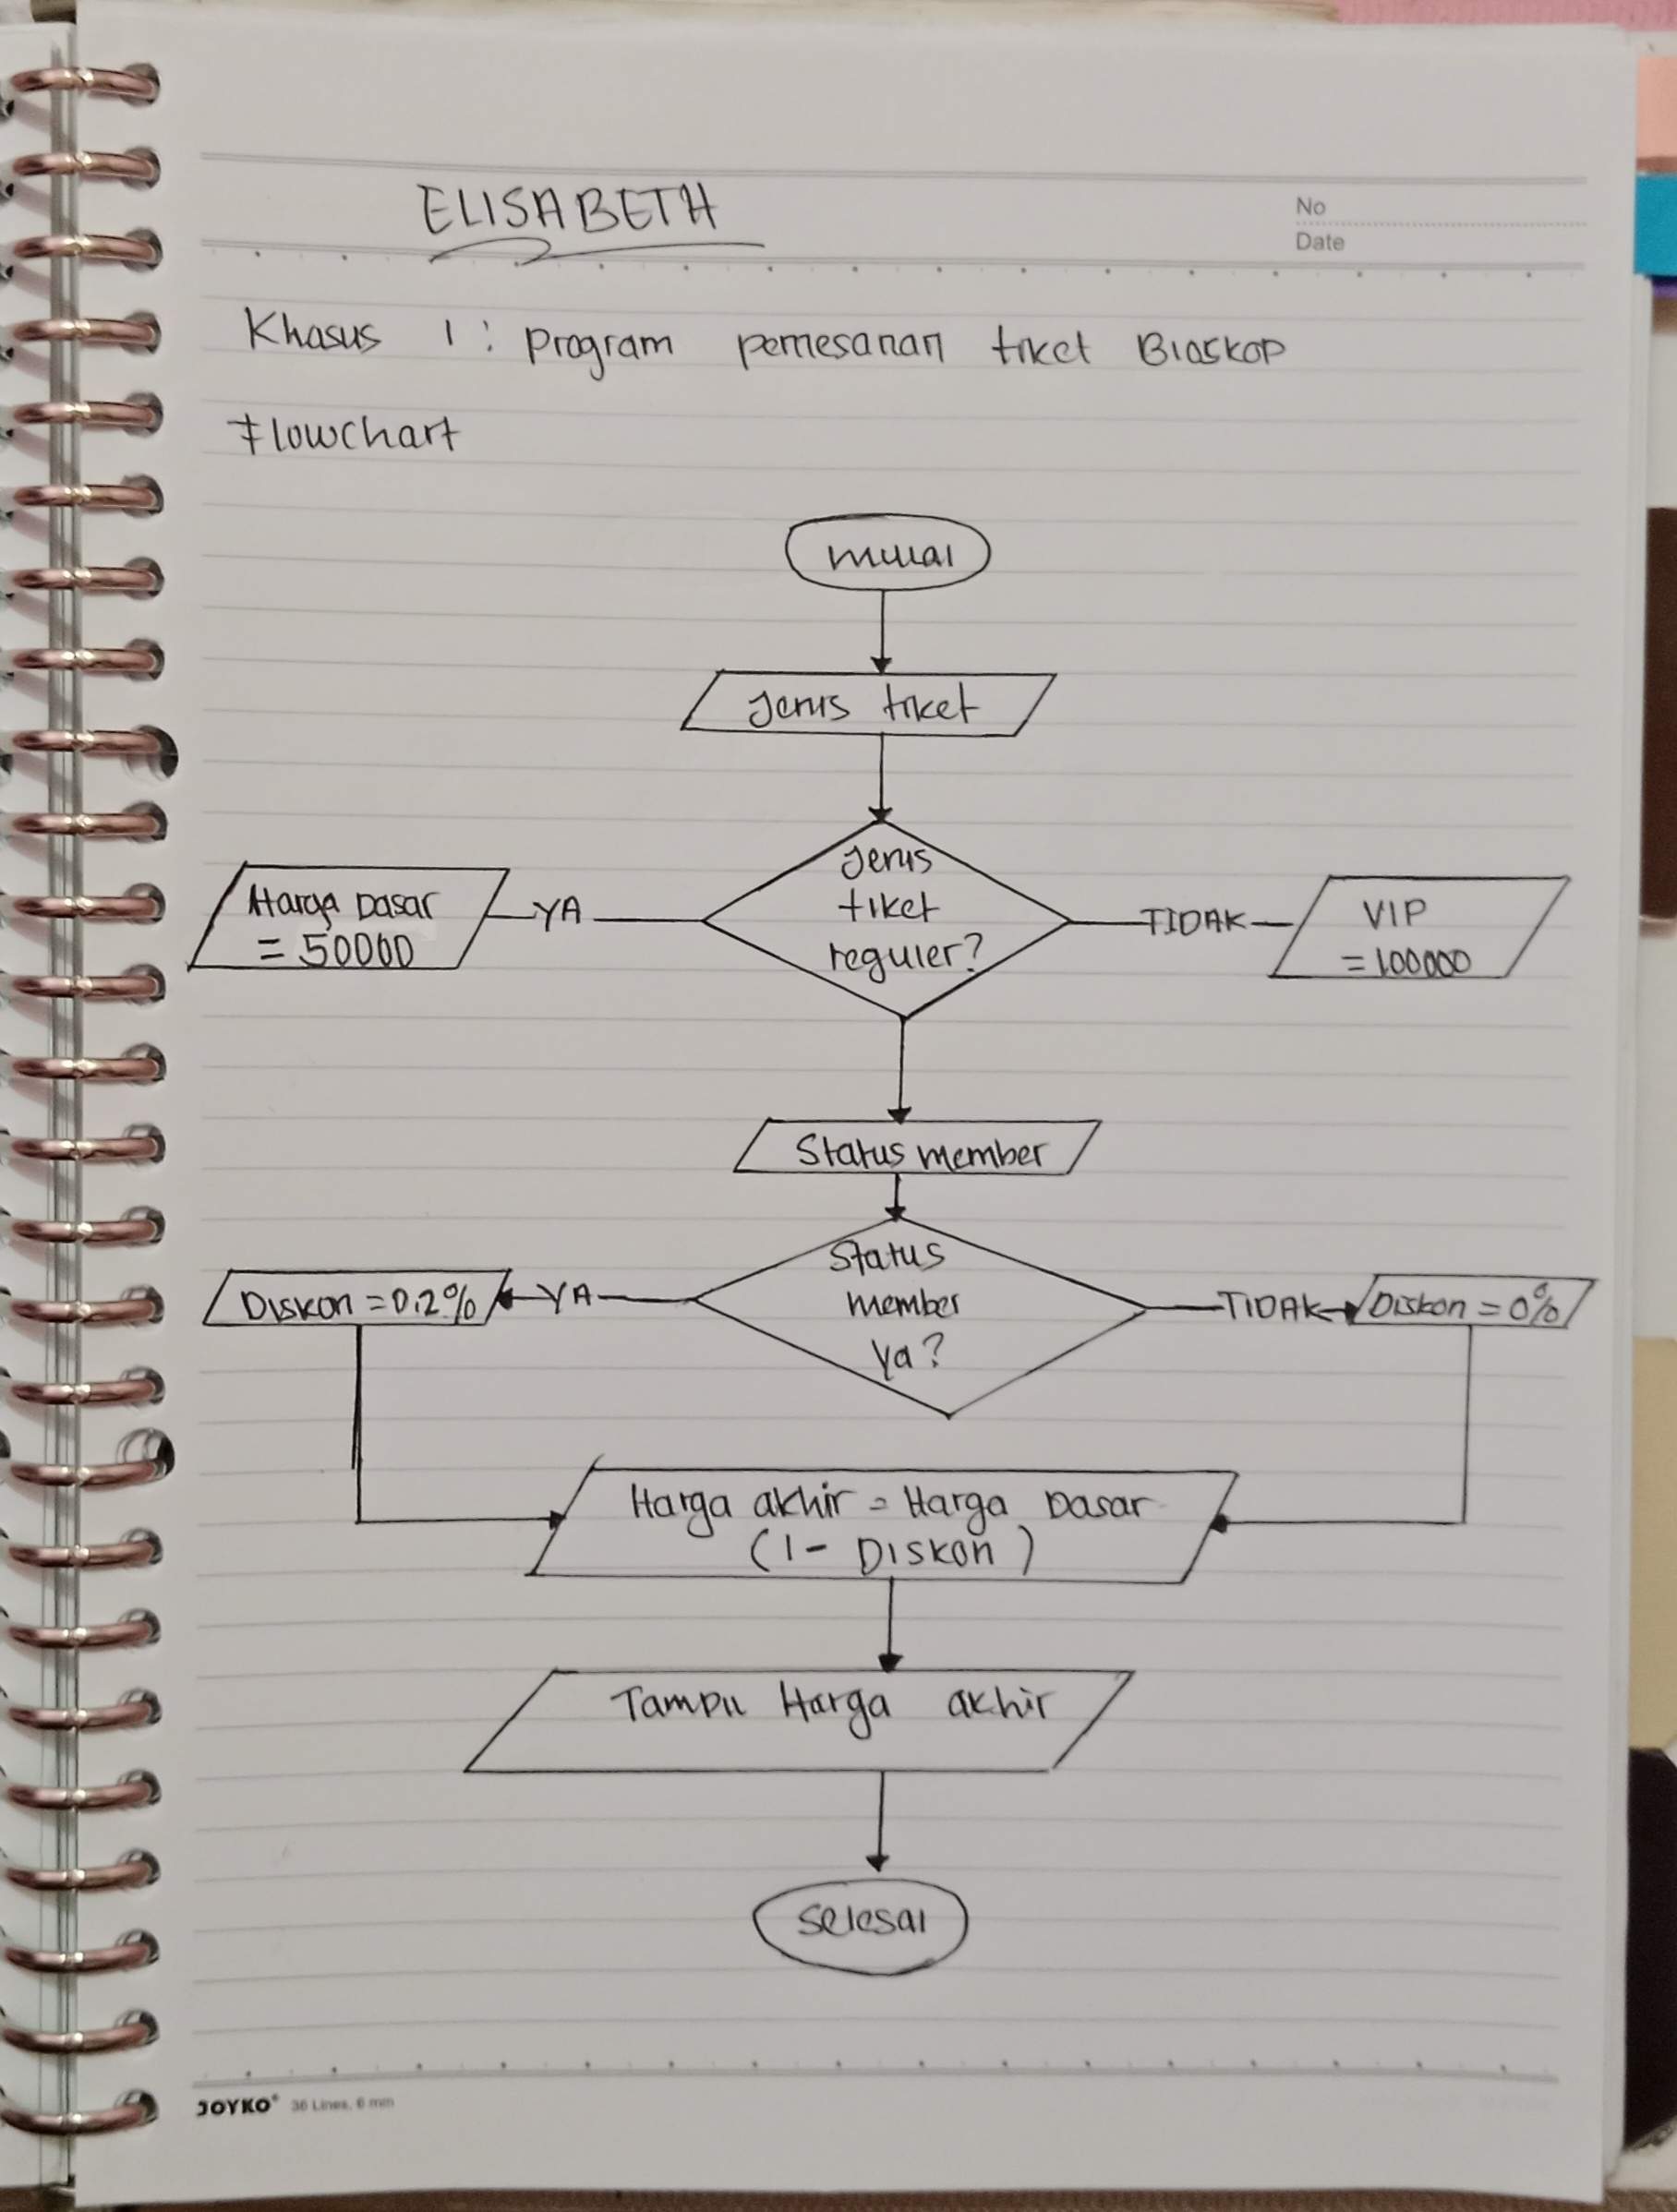 ELISABETH
No
Date
Khasus 1 : Program pemesanan tiket Bioskop
Flowchart
mulai
Jenis tiket
Jenis
tiket
reguler?
YA
Harga Dasar
= 50000
TIDAK
VIP
= 100000
Status member
Status
member
ya?
YA
Diskon = 0.2%
TIDAK
Diskon = 0%
Harga akhir = Harga Dasar
(1 - Diskon )
Tampil Harga akhir
selesai
JOYKO® 36 Lines, 6 mm